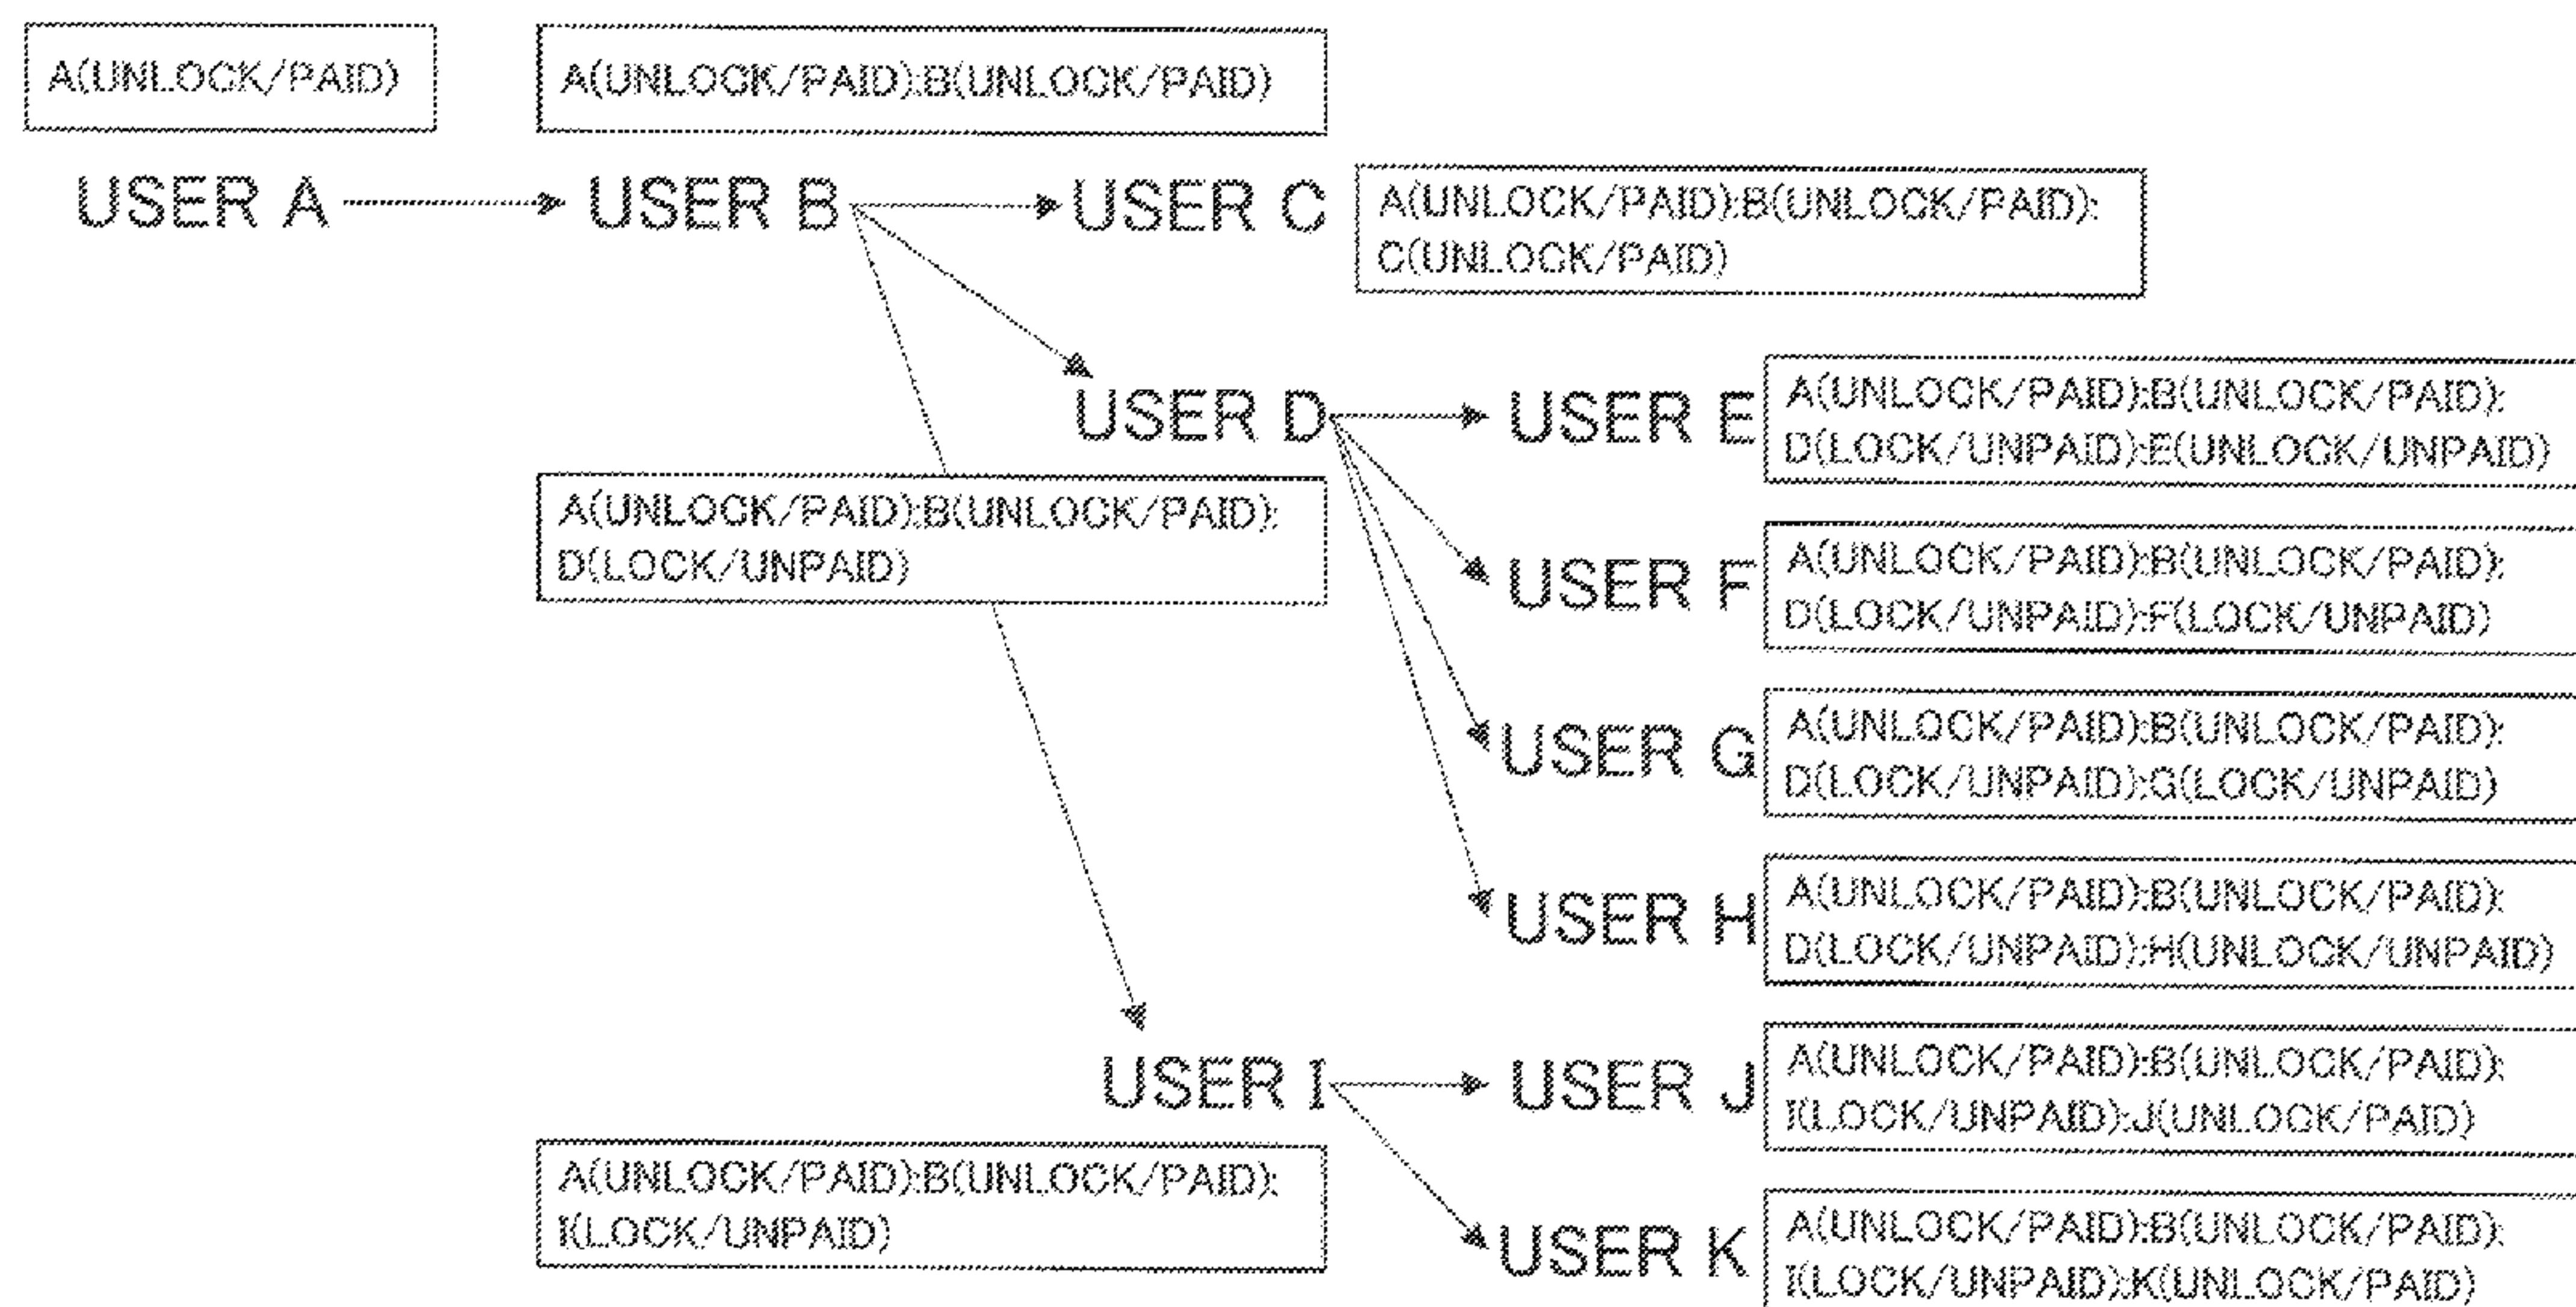 A(UNLOCK/PAID)
A(UNLOCK/PAID):B(UNLOCK/PAID)
USER A
USER B
USER C
A(UNLOCK/PAID):B(UNLOCK/PAID):
C(UNLOCK/PAID)
USER D
USER E
A(UNLOCK/PAID):B(UNLOCK/PAID):
D(LOCK/UNPAID):E(UNLOCK/UNPAID)
A(UNLOCK/PAID):B(UNLOCK/PAID):
D(LOCK/UNPAID)
USER F
A(UNLOCK/PAID):B(UNLOCK/PAID):
D(LOCK/UNPAID):F(LOCK/UNPAID)
USER G
A(UNLOCK/PAID):B(UNLOCK/PAID):
D(LOCK/UNPAID):G(LOCK/UNPAID)
USER H
A(UNLOCK/PAID):B(UNLOCK/PAID):
D(LOCK/UNPAID):H(UNLOCK/UNPAID)
USER I
USER J
A(UNLOCK/PAID):B(UNLOCK/PAID):
I(LOCK/UNPAID):J(UNLOCK/PAID)
A(UNLOCK/PAID):B(UNLOCK/PAID):
I(LOCK/UNPAID)
USER K
A(UNLOCK/PAID):B(UNLOCK/PAID):
I(LOCK/UNPAID):K(UNLOCK/PAID)